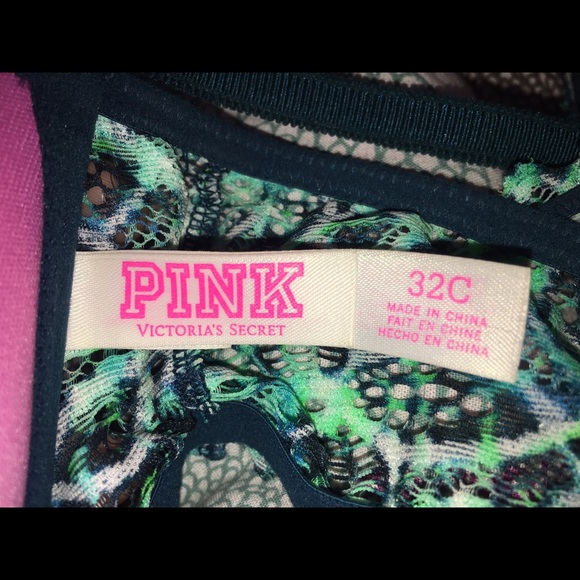 PINK
VICTORIA'S SECRET
32C
MADE IN CHINA
FAIT EN CHINE
HECHO EN CHINA